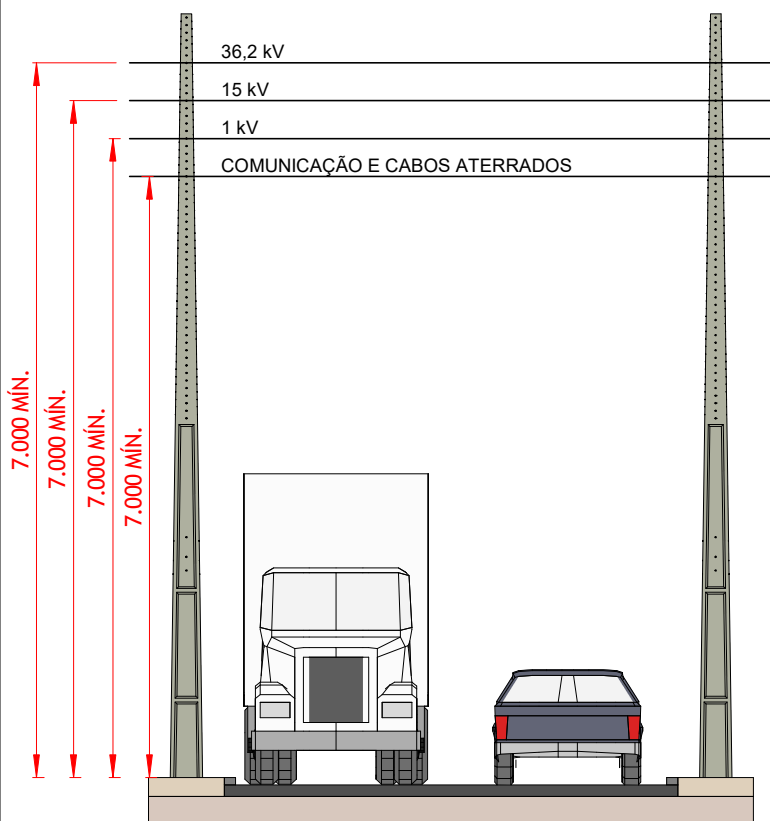 36,2 kV
15 kV
1 kV
COMUNICAÇÃO E CABOS ATERRADOS
7.000 MÍN.
7.000 MÍN.
7.000 MÍN.
7.000 MÍN.